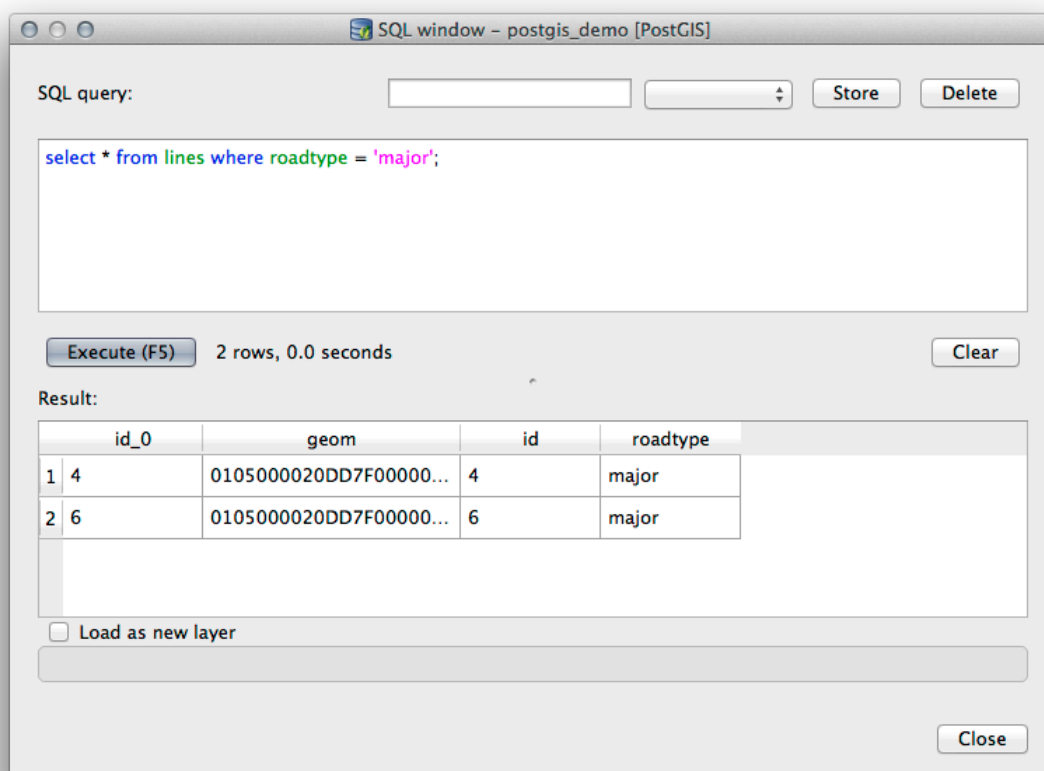 SQL window – postgis_demo [PostGIS]
SQL query:
Store
Delete
select * from lines where roadtype = 'major';
Execute (F5)
2 rows, 0.0 seconds
Clear
Result:
id_0 geom id roadtype
1 4 0105000020DD7F00000... 4 major
2 6 0105000020DD7F00000... 6 major
Load as new layer
Close